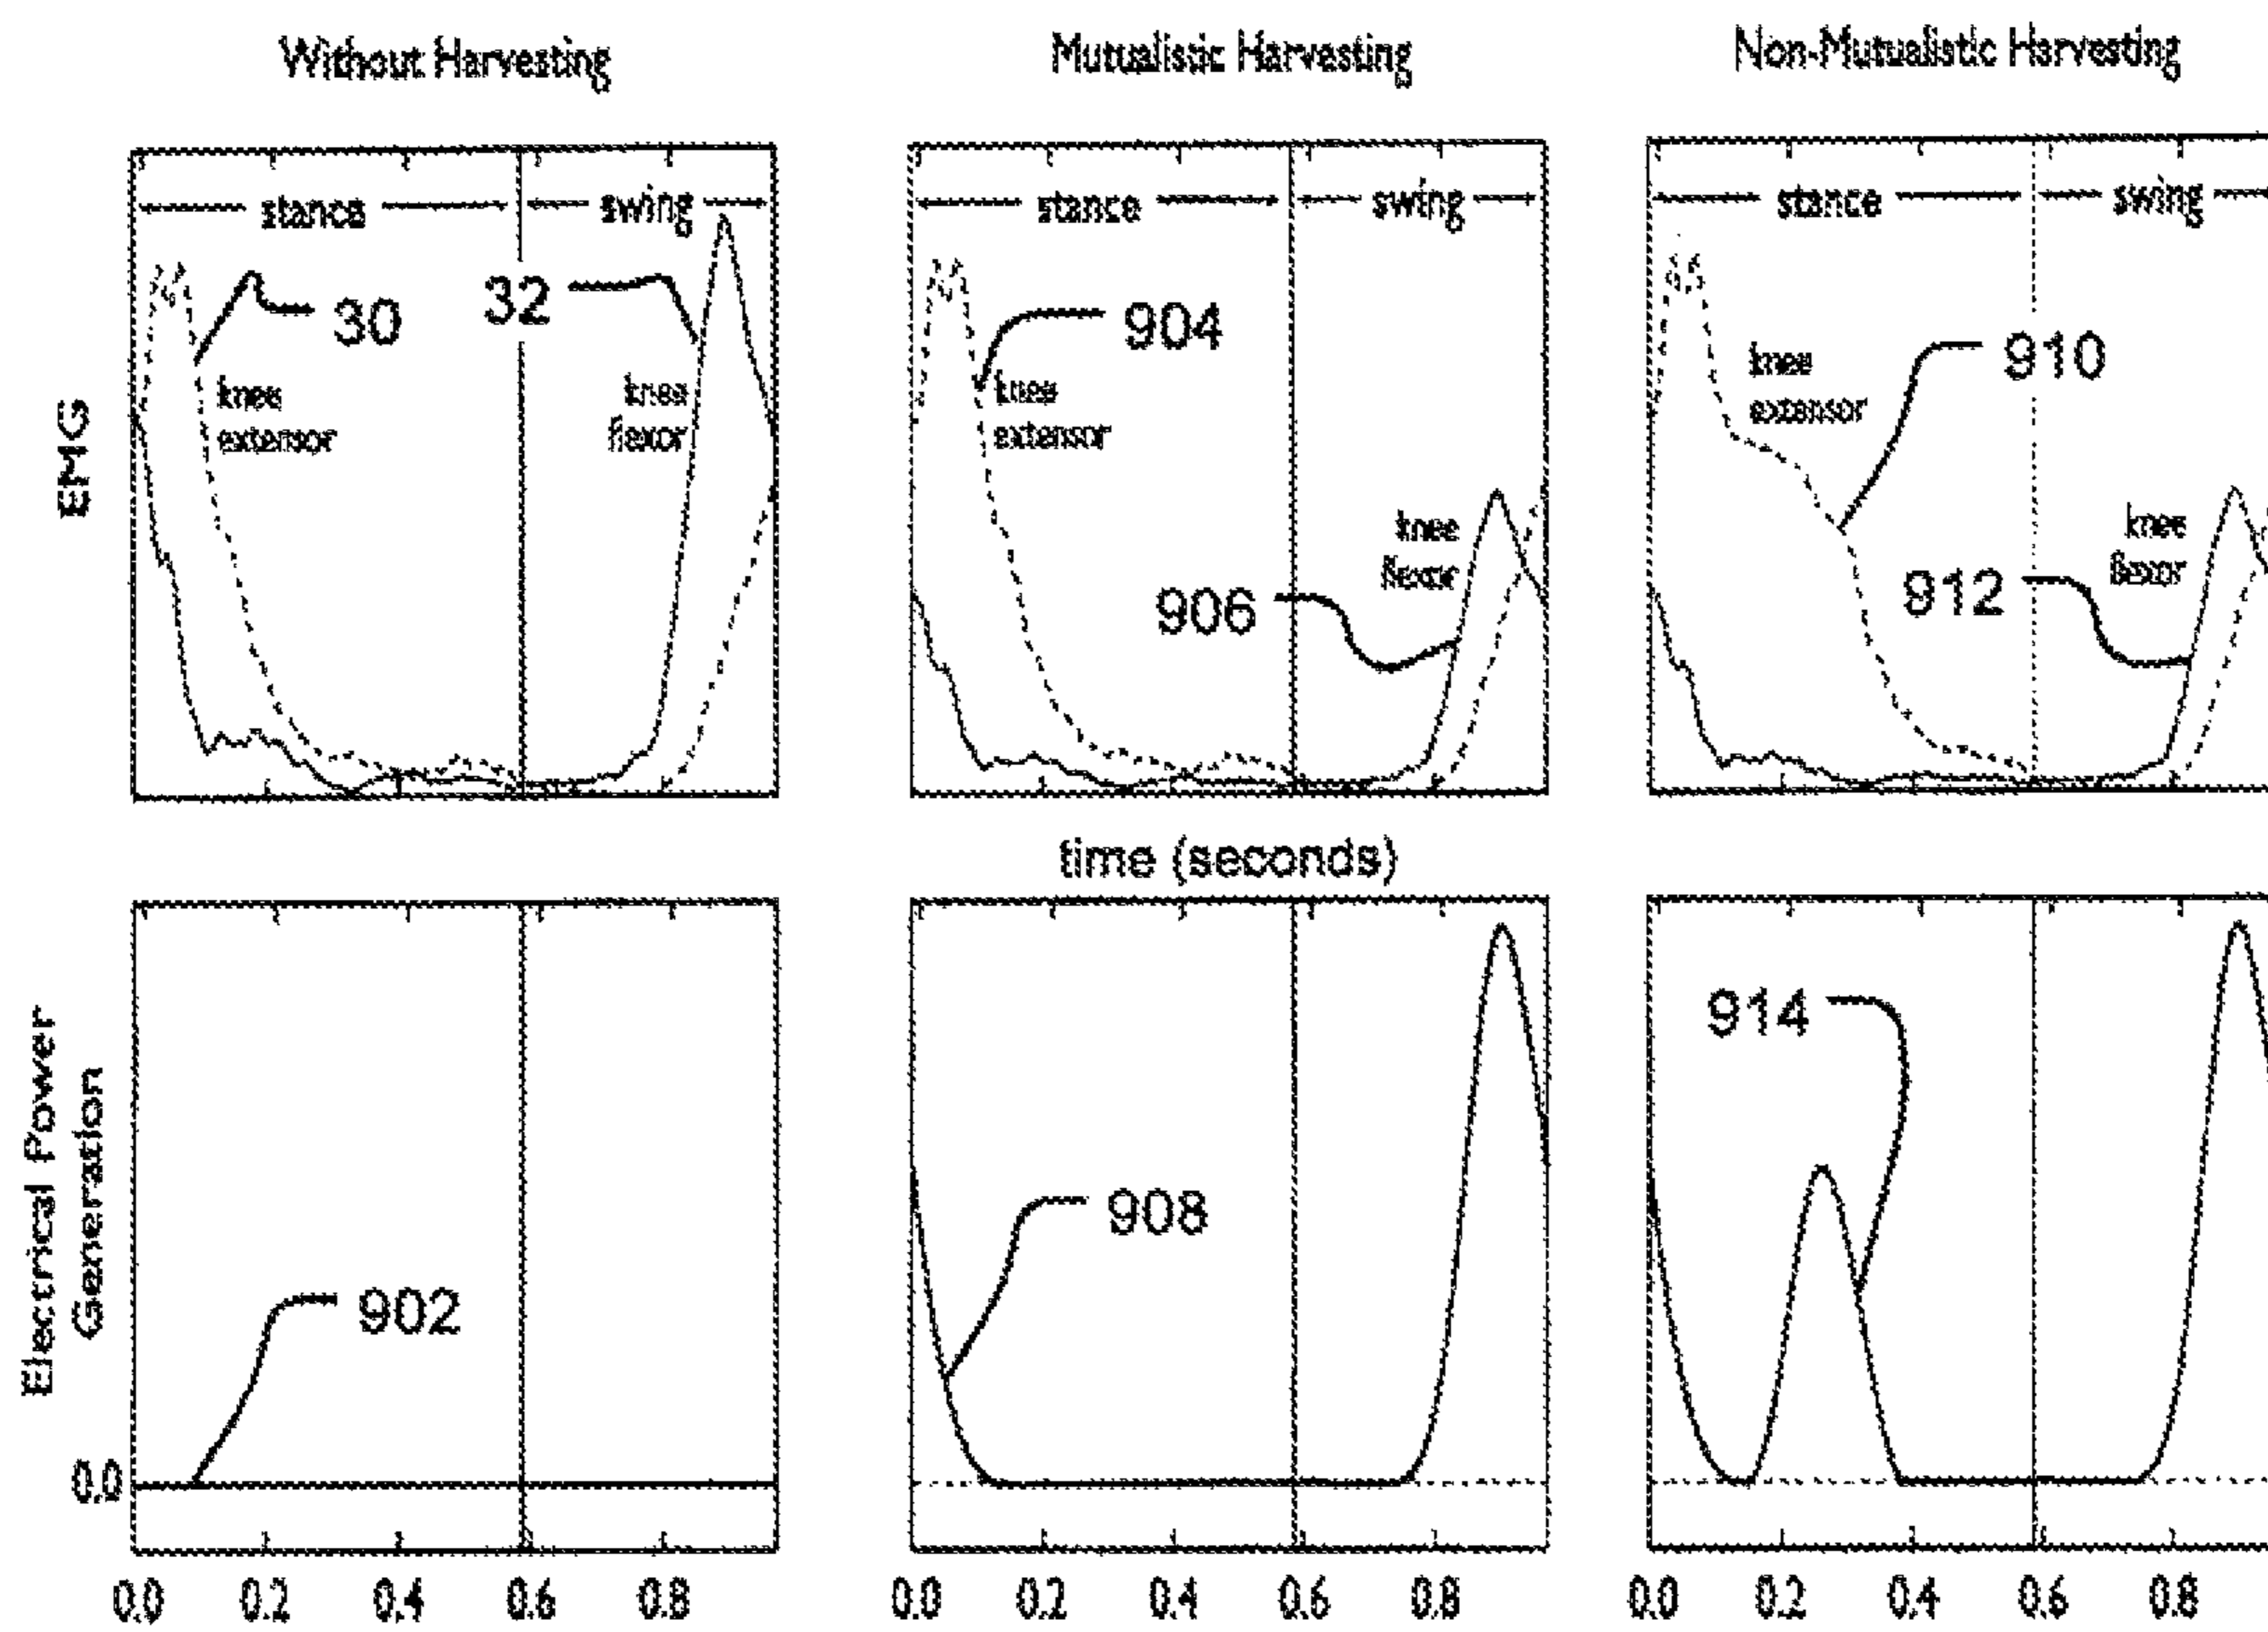 Without Harvesting
Mutualistic Harvesting
Non-Mutualistic Harvesting
EMG
stance
swing
30
32
knee
extensor
knee
flexor
stance
swing
904
knee
extensor
knee
flexor
906
stance
swing
knee
extensor
910
knee
flexor
912
time (seconds)
Electrical Power
Generation
0.0
902
908
914
0.0 0.2 0.4 0.6 0.8
0.0 0.2 0.4 0.6 0.8
0.0 0.2 0.4 0.6 0.8